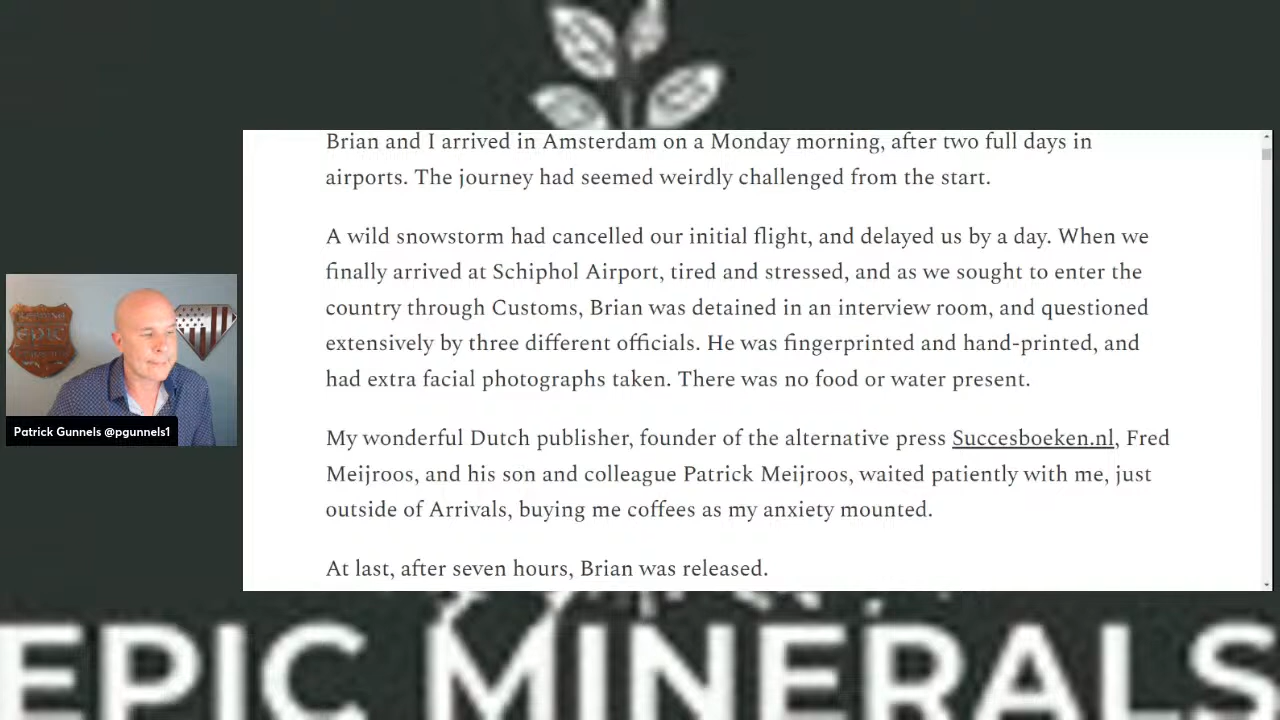 Brian and I arrived in Amsterdam on a Monday morning, after two full days in
airports. The journey had seemed weirdly challenged from the start.
A wild snowstorm had cancelled our initial flight, and delayed us by a day. When we
finally arrived at Schiphol Airport, tired and stressed, and as we sought to enter the
country through Customs, Brian was detained in an interview room, and questioned
extensively by three different officials. He was fingerprinted and hand-printed, and
had extra facial photographs taken. There was no food or water present.
My wonderful Dutch publisher, founder of the alternative press Succesboeken.nl, Fred
Meijroos, and his son and colleague Patrick Meijroos, waited patiently with me, just
outside of Arrivals, buying me coffees as my anxiety mounted.
At last, after seven hours, Brian was released.
epic
Patrick Gunnels @pgunnels1
EPIC MINERALS